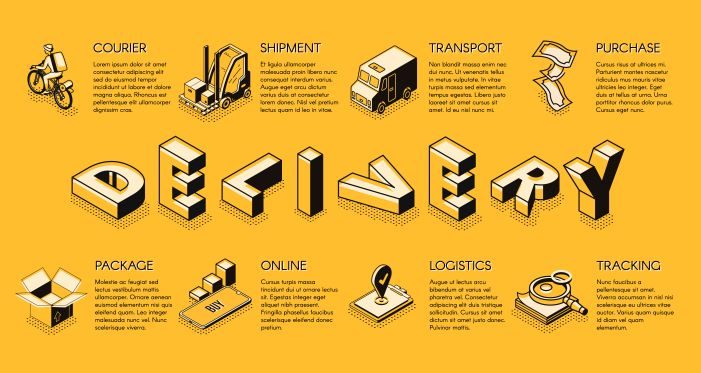 COURIER
Lorem ipsum dolor sit amet
consectetur adipiscing elit
sed do eiusmod tempor
incididunt ut labore et dolore
magna aliqua. Rhoncus est
pellentesque elit ullamcorper
dignissim cras.
SHIPMENT
Et ligula ullamcorper
malesuada proin libero nunc
consequat interdum varius.
Augue eget arcu dictum
varius duis at consectetur
lorem donec. Nisl vel pretium
lectus quam id leo in vitae.
TRANSPORT
Non blandit massa enim nec
dui nunc. Ut venenatis tellus
in metus vulputate. In vitae
turpis massa sed elementum
tempus egestas. Libero justo
laoreet sit amet cursus sit
amet. Id eu nisl nunc mi.
PURCHASE
Cursus risus at ultrices mi.
Parturient montes nascetur
ridiculus mus mauris vitae
ultricies leo integer. Eget
duis at tellus at urna. Urna
porttitor rhoncus dolor purus.
Cursus eget nunc.
DELIVERY
PACKAGE
Molestie ac feugiat sed
lectus vestibulum mattis
ullamcorper. Ornare aenean
euismod elementum nisi quis
eleifend quam. Leo integer
malesuada nunc vel. Nunc
scelerisque viverra.
ONLINE
Cursus turpis massa
tincidunt dui ut ornare lectus
sit. Egestas integer eget
aliquet nibh praesent.
Fringilla phasellus faucibus
scelerisque eleifend donec
pretium.
BUY
LOGISTICS
Augue ut lectus arcu
bibendum at varius vel
pharetra vel. Consectetur
adipiscing elit duis tristique
sollicitudin. Cursus sit amet
dictum sit amet justo donec.
Pulvinar mattis.
TRACKING
Nunc faucibus a
pellentesque sit amet.
Viverra accumsan in nisl nisi
scelerisque eu ultrices vitae
auctor. Varius quam quisque
id diam vel quam
elementum.